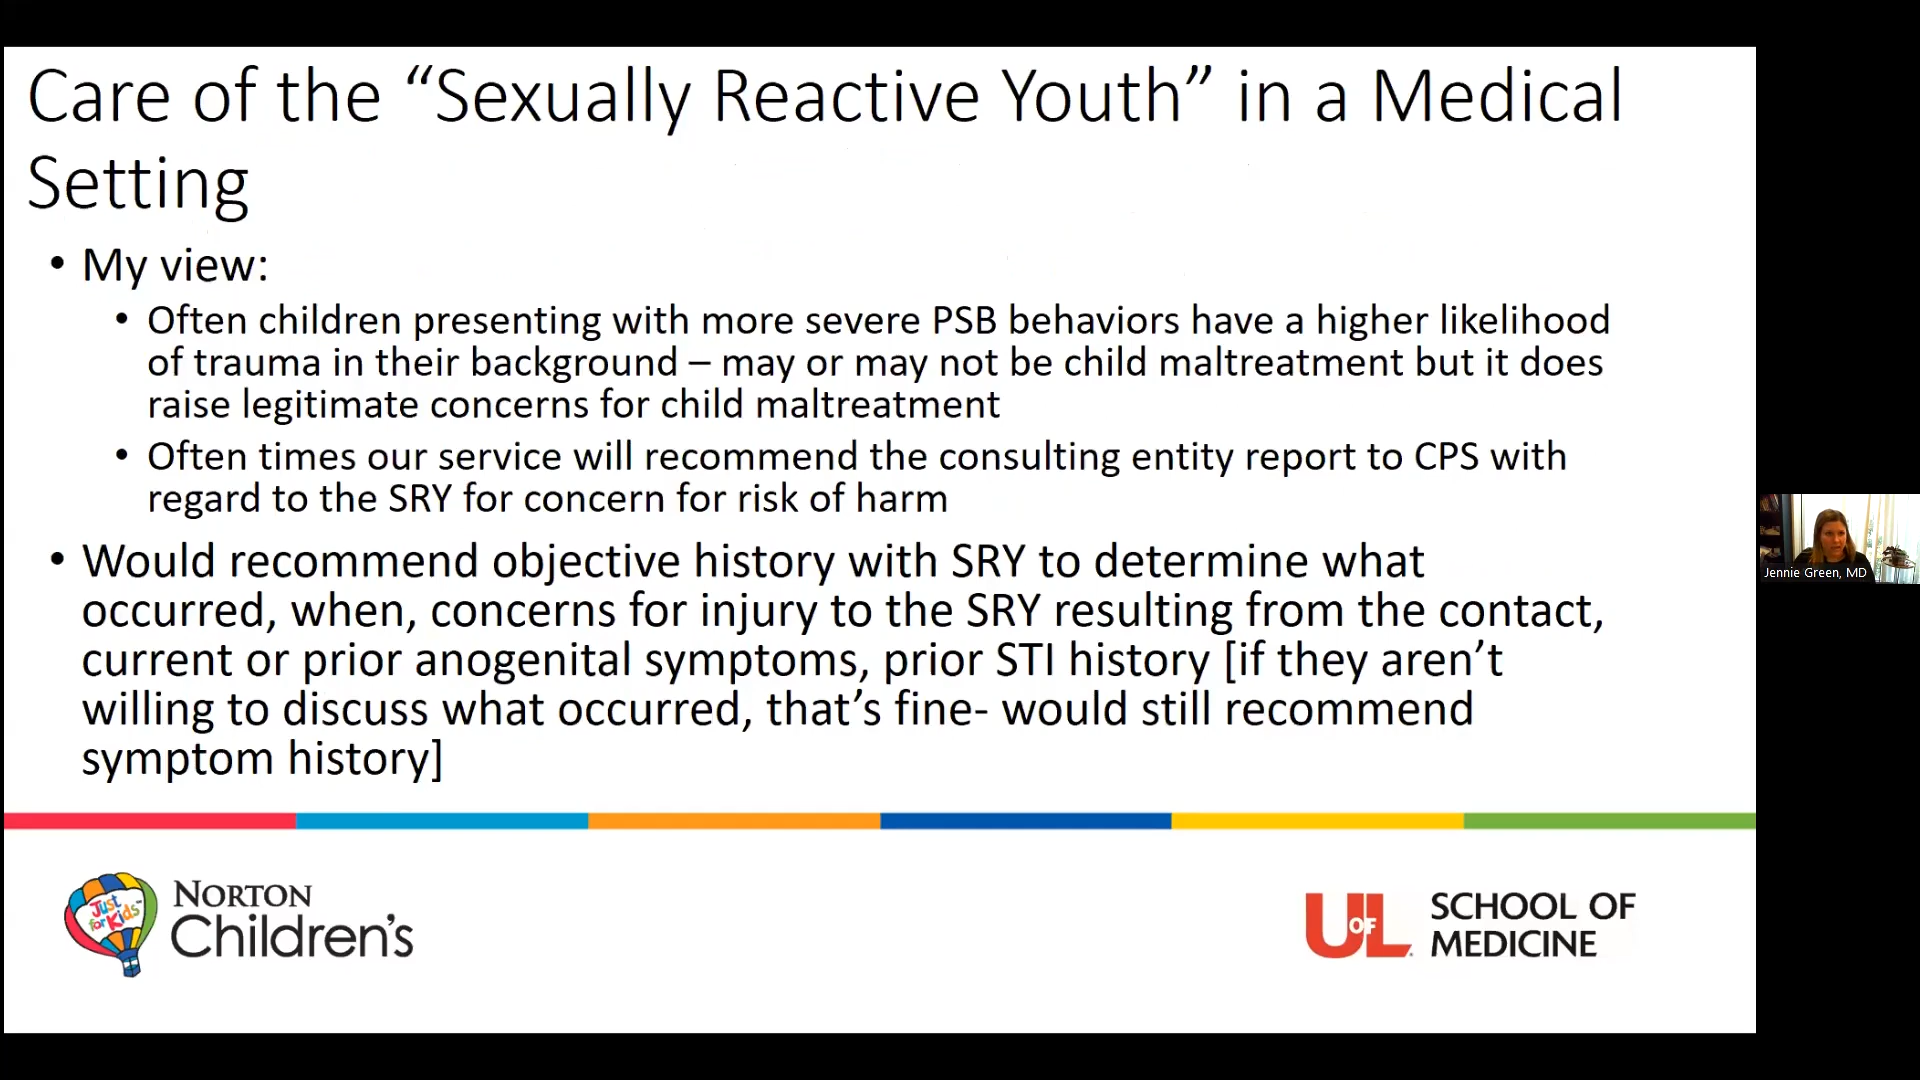 Care of the “Sexually Reactive Youth” in a Medical
Setting
• My view:
• Often children presenting with more severe PSB behaviors have a higher likelihood
of trauma in their background – may or may not be child maltreatment but it does
raise legitimate concerns for child maltreatment
• Often times our service will recommend the consulting entity report to CPS with
regard to the SRY for concern for risk of harm
• Would recommend objective history with SRY to determine what
occurred, when, concerns for injury to the SRY resulting from the contact,
current or prior anogenital symptoms, prior STI history [if they aren’t
willing to discuss what occurred, that’s fine- would still recommend
symptom history]
Jennie Green, MD
Just
for Kids
NORTON
Children’s
UOFL
SCHOOL OF
MEDICINE